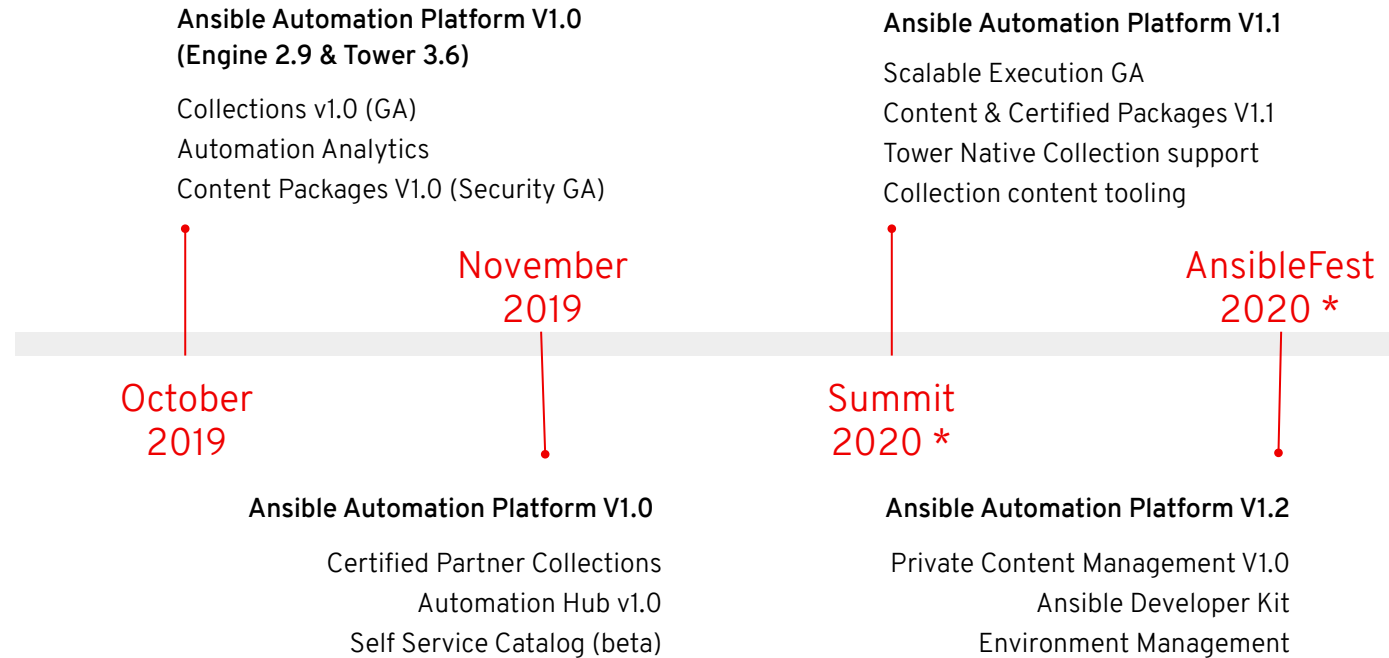 Ansible Automation Platform V1.0
(Engine 2.9 & Tower 3.6)
Collections v1.0 (GA)
Automation Analytics
Content Packages V1.0 (Security GA)
October
2019
November
2019
Ansible Automation Platform V1.0
Certified Partner Collections
Automation Hub v1.0
Self Service Catalog (beta)
Ansible Automation Platform V1.1
Scalable Execution GA
Content & Certified Packages V1.1
Tower Native Collection support
Collection content tooling
Summit
2020 *
AnsibleFest
2020 *
Ansible Automation Platform V1.2
Private Content Management V1.0
Ansible Developer Kit
Environment Management